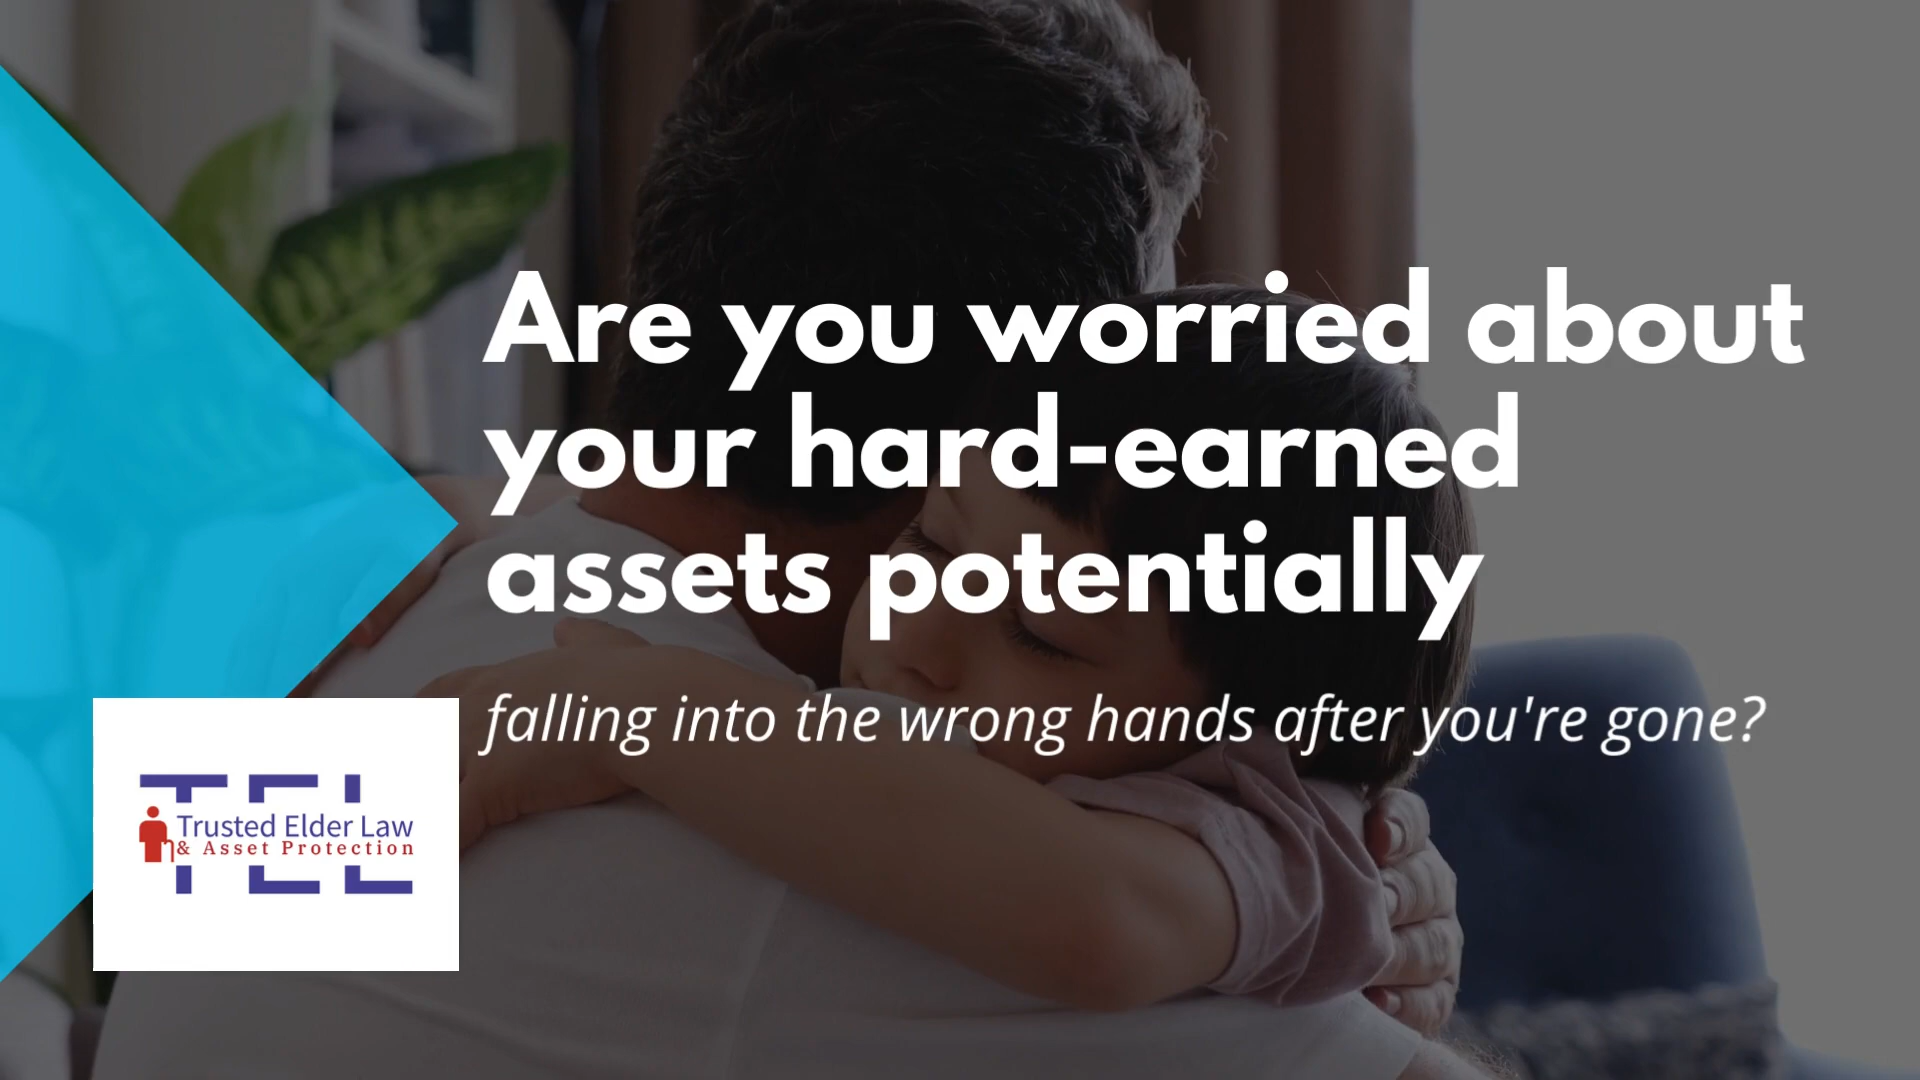 Are you worried about
your hard-earned
assets potentially
falling into the wrong hands after you're gone?
TEL
Trusted Elder Law
& Asset Protection